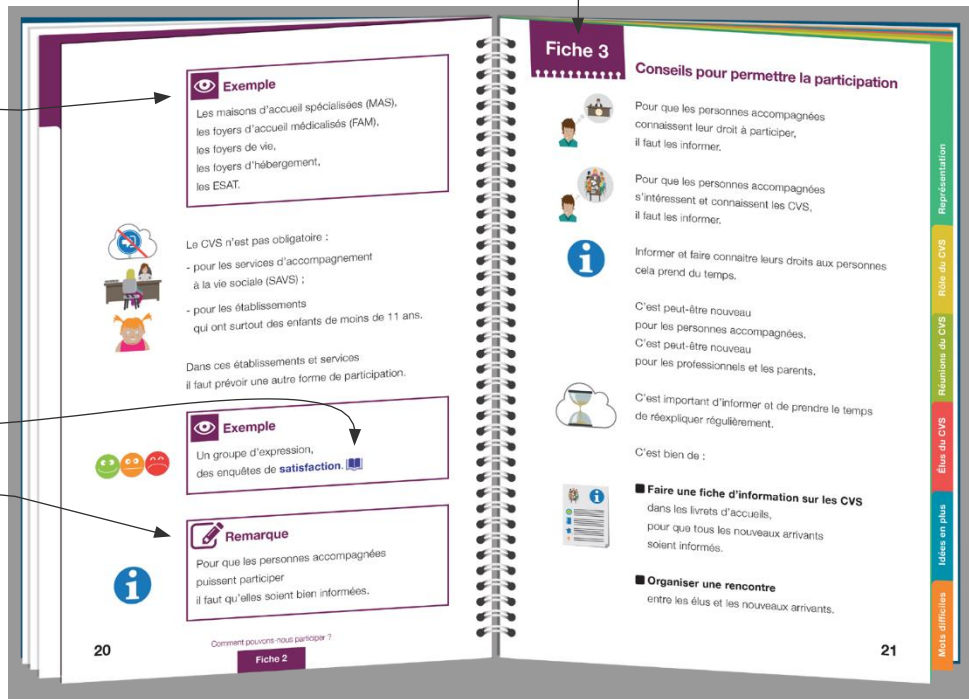 Exemple
Les maisons d'accueil spécialisées (MAS),
les foyers d'accueil médicalisés (FAM),
les foyers de vie,
les foyers d'hébergement,
les ESAT.
Le CVS n'est pas obligatoire :
- pour les services d'accompagnement
à la vie sociale (SAVS) ;
- pour les établissements
qui ont surtout des enfants de moins de 11 ans.
Dans ces établissements et services
il faut prévoir une autre forme de participation.
Exemple
Un groupe d'expression,
des enquêtes de satisfaction.
Remarque
Pour que les personnes accompagnées
puissent participer
il faut qu'elles soient bien informées.
20
Comment pouvons-nous participer ?
Fiche 2
Fiche 3
Conseils pour permettre la participation
Pour que les personnes accompagnées
connaissent leur droit à participer,
il faut les informer.
Pour que les personnes accompagnées
s'intéressent et connaissent les CVS,
il faut les informer.
Informer et faire connaitre leurs droits aux personnes
cela prend du temps.
C'est peut-être nouveau
pour les personnes accompagnées.
C'est peut-être nouveau
pour les professionnels et les parents.
C'est important d'informer et de prendre le temps
de réexpliquer régulièrement.
C'est bien de :
Faire une fiche d'information sur les CVS
dans les livrets d'accueils,
pour que tous les nouveaux arrivants
soient informés.
Organiser une rencontre
entre les élus et les nouveaux arrivants.
21
Représentation
Rôle du CVS
Réunions du CVS
Élus du CVS
Idées en plus
Mots difficiles